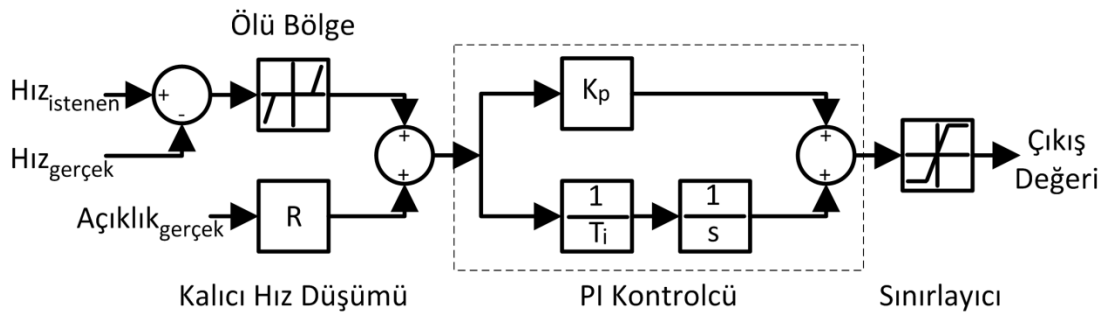 Ölü Bölge
Hızistenen
+
-
Hızgerçek
Açıklıkgerçek
R
+
+
Kp
1
Ti
1
s
+
+
Çıkış
Değeri
Kalıcı Hız Düşümü
PI Kontrolcü
Sınırlayıcı